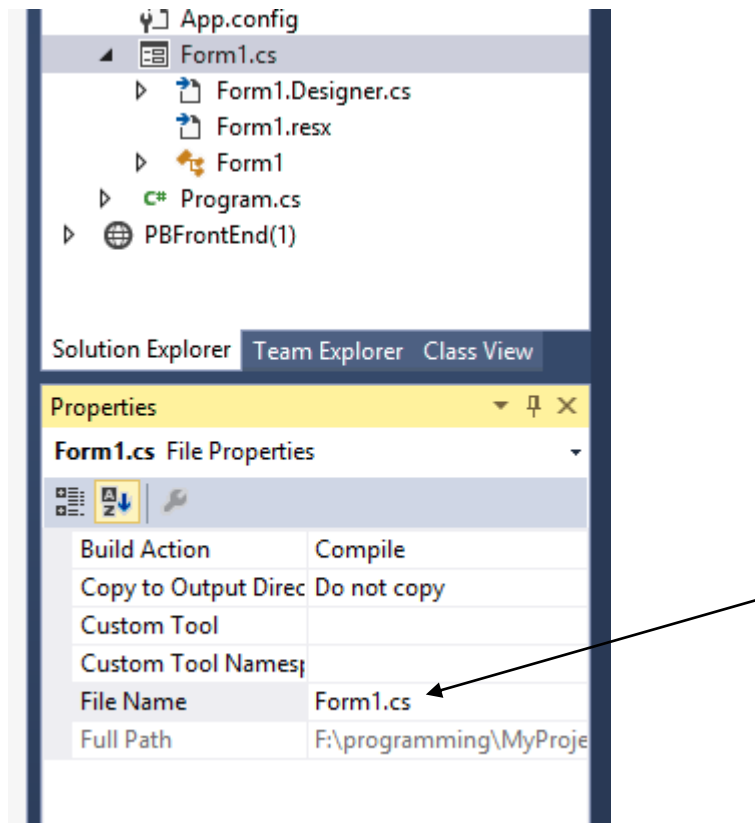 App.config
Form1.cs
Form1.Designer.cs
Form1.resx
Form1
C# Program.cs
PBFrontEnd(1)
Solution Explorer Team Explorer Class View
Properties
Form1.cs File Properties
Build Action Compile
Copy to Output Direc Do not copy
Custom Tool
Custom Tool Names
File Name Form1.cs
Full Path F:\programming\MyProje